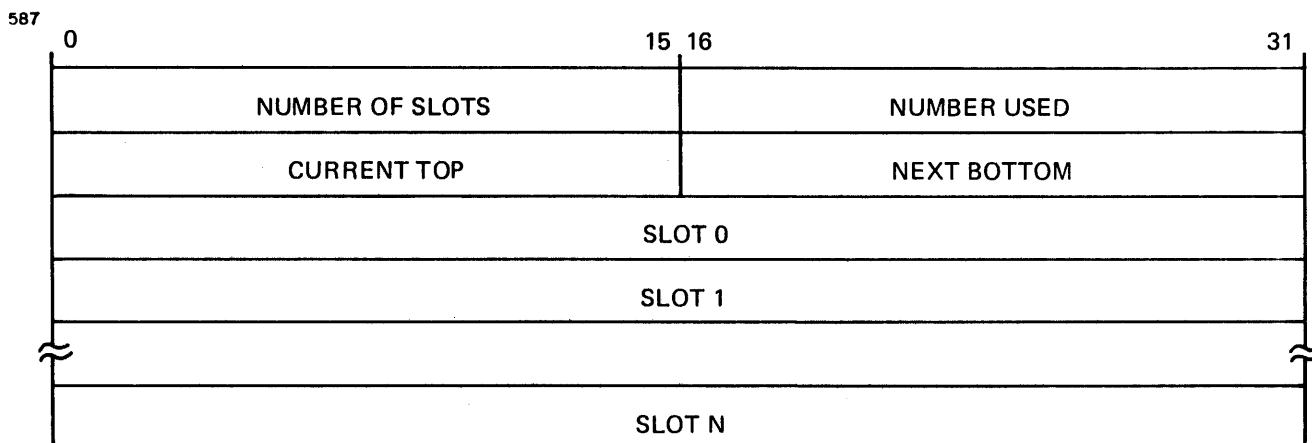 587
0 15 16 31
NUMBER OF SLOTS NUMBER USED
CURRENT TOP NEXT BOTTOM
SLOT 0
SLOT 1
SLOT N